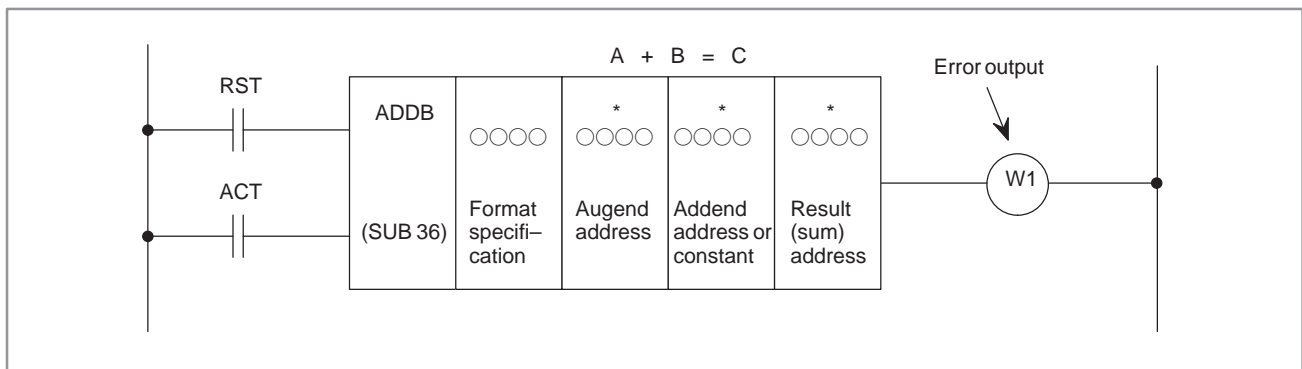 A + B = C
Error output
RST
ADDB
* * *
○○○○ ○○○○ ○○○○ ○○○○
W1
ACT
(SUB 36)
Format
specifi–
cation
Augend
address
Addend
address or
constant
Result
(sum)
address